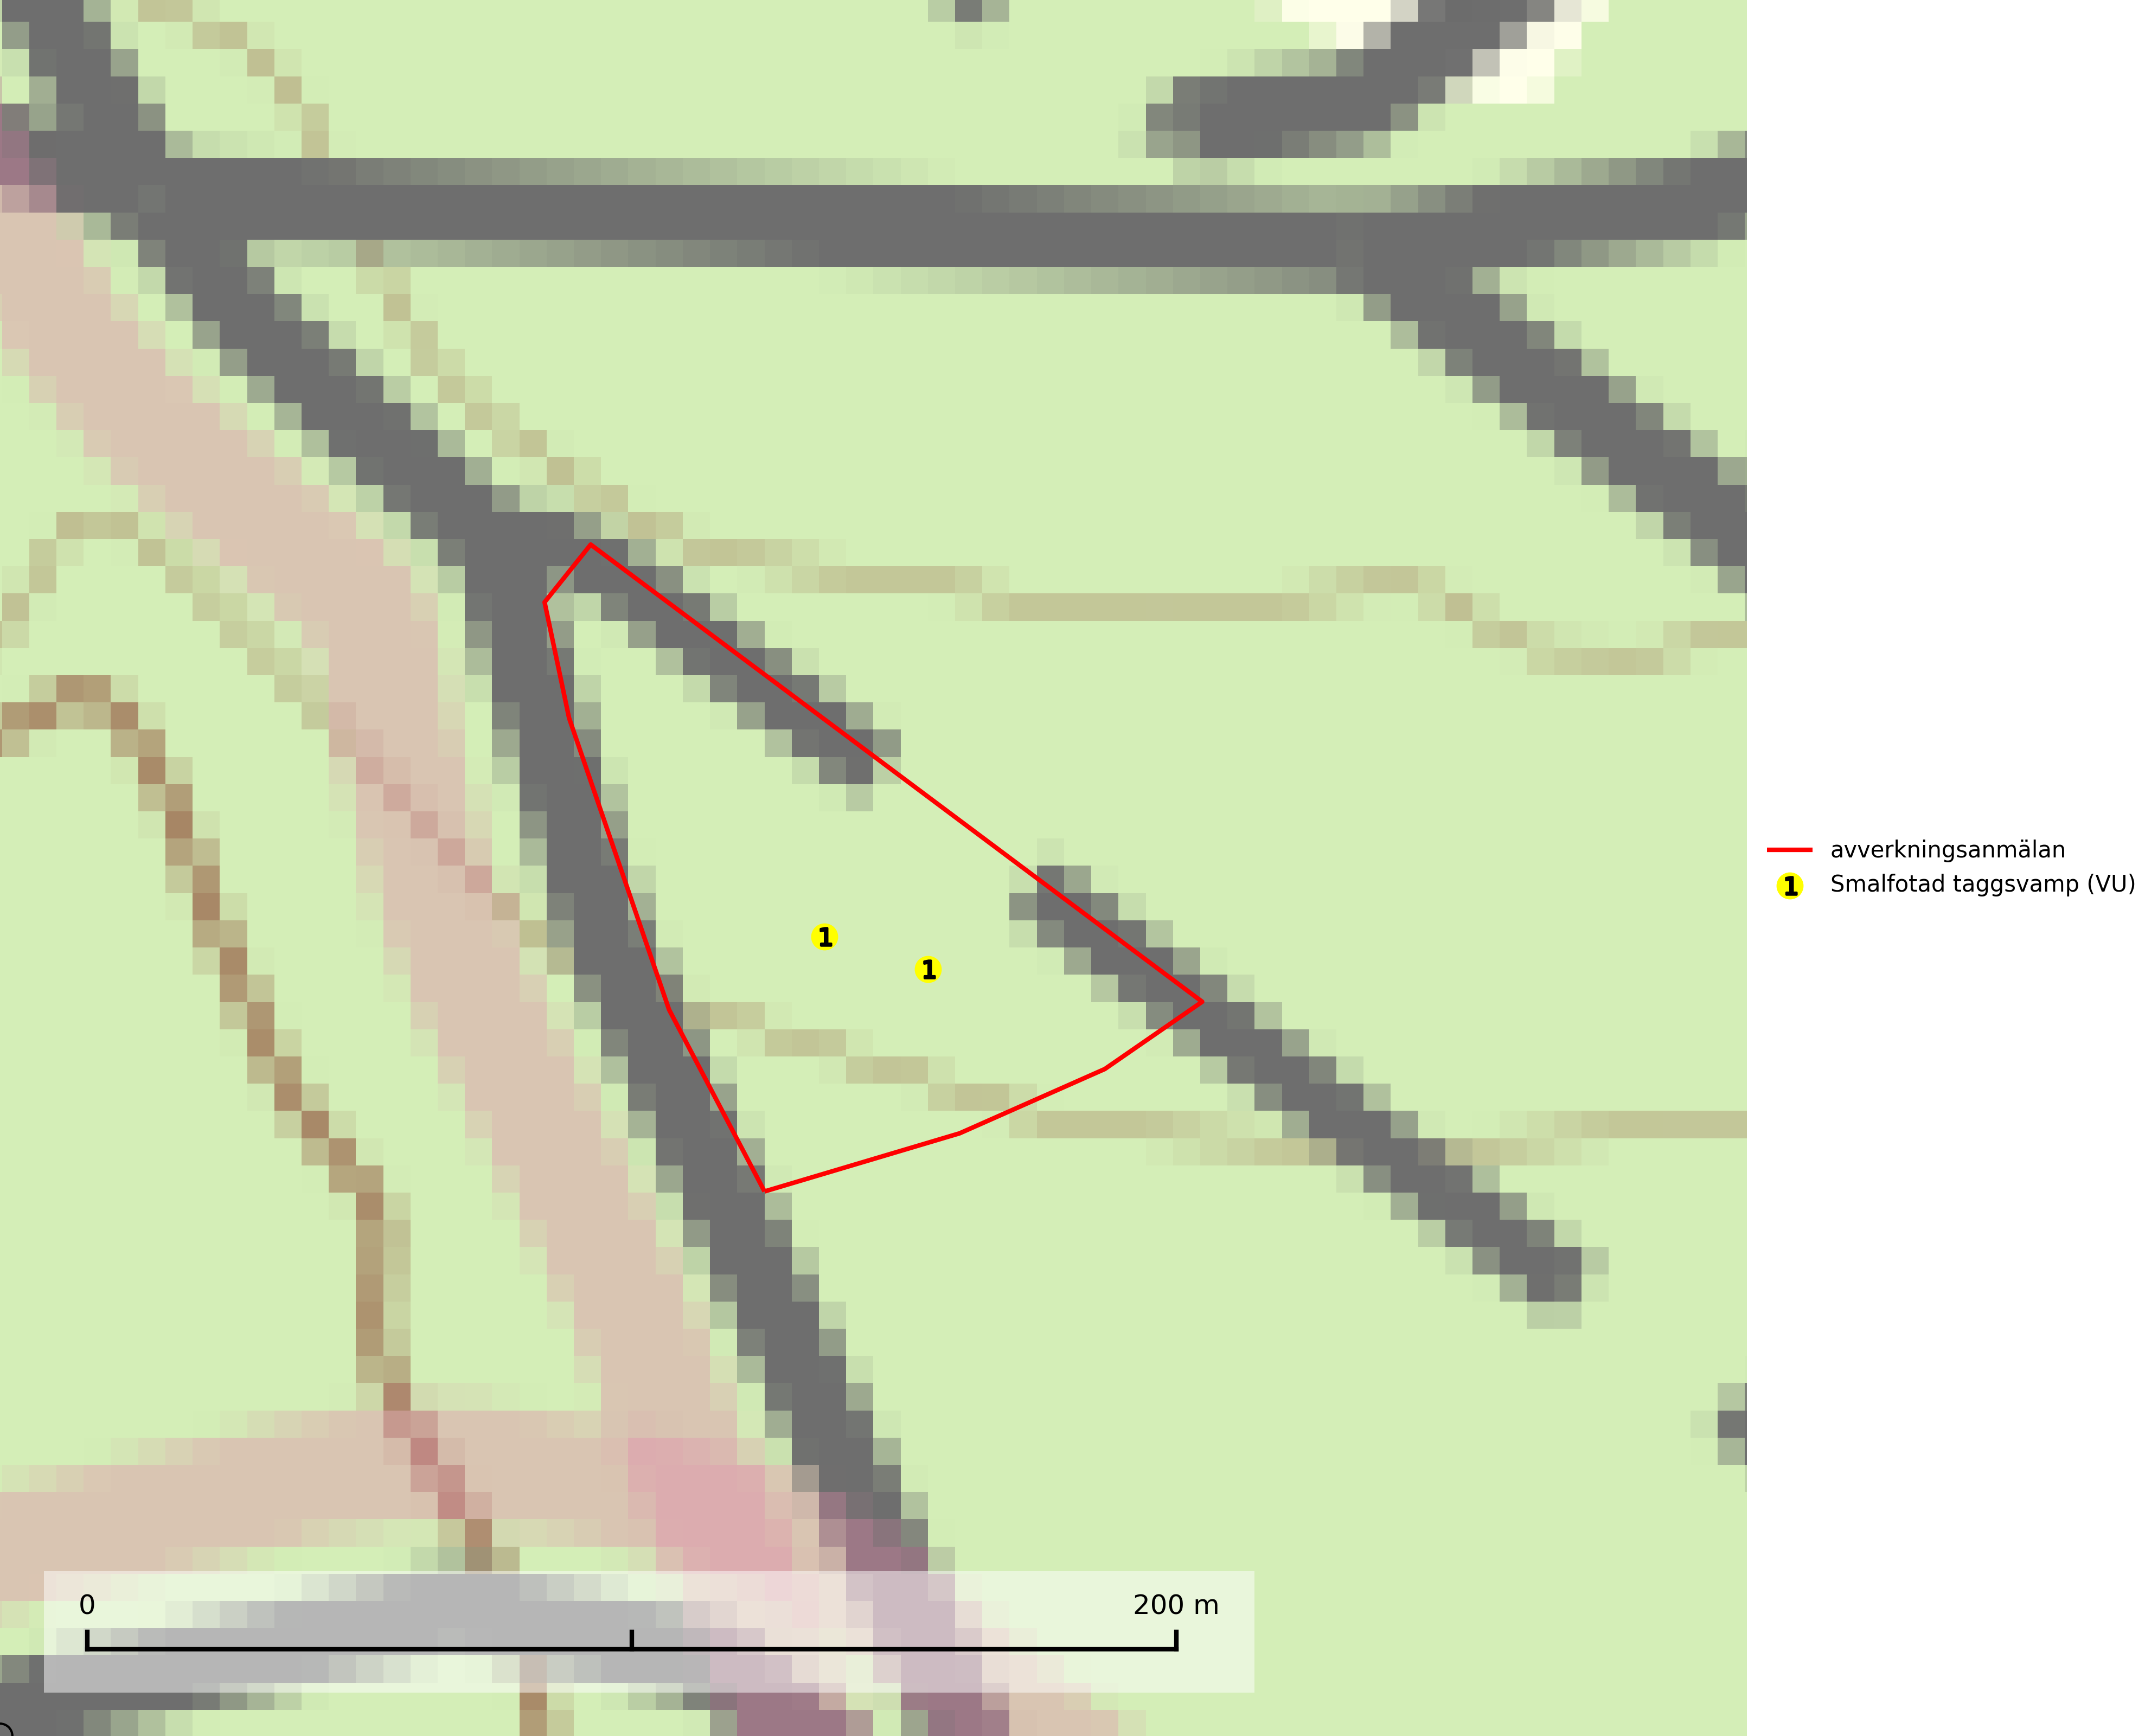 avverkningsanmälan
1 Smalfotad taggsvamp (VU)
1
1
0 200 m